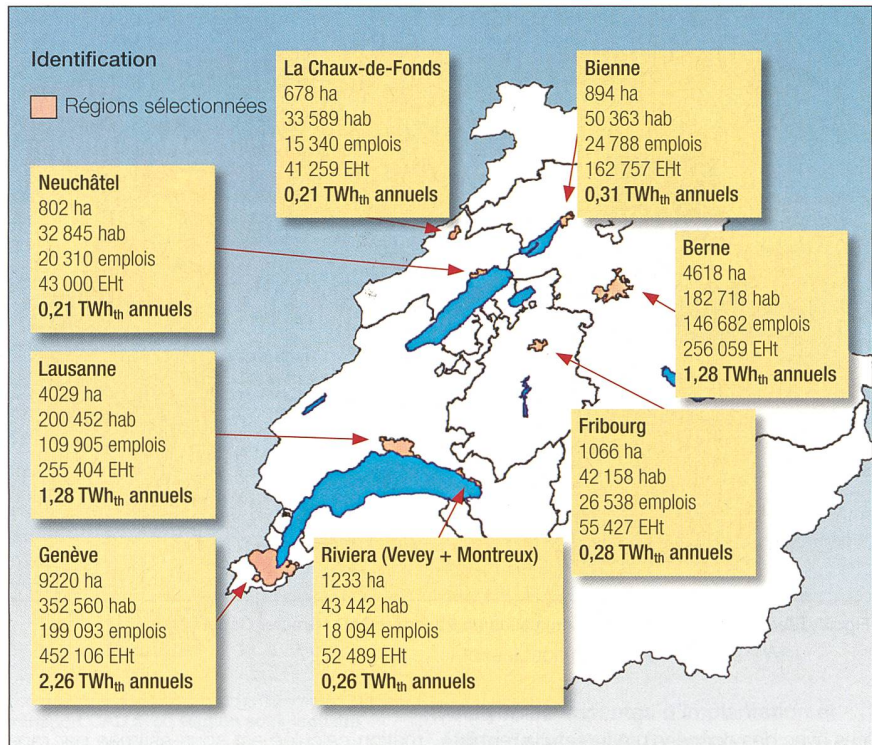 Identification
Régions sélectionnées
La Chaux-de-Fonds
678 ha
33 589 hab
15 340 emplois
41 259 EHt
0,21 TWhth annuels
Bienne
894 ha
50 363 hab
24 788 emplois
162 757 EHt
0,31 TWhth annuels
Neuchâtel
802 ha
32 845 hab
20 310 emplois
43 000 EHt
0,21 TWhth annuels
Berne
4618 ha
182 718 hab
146 682 emplois
256 059 EHt
1,28 TWhth annuels
Lausanne
4029 ha
200 452 hab
109 905 emplois
255 404 EHt
1,28 TWhth annuels
Fribourg
1066 ha
42 158 hab
26 538 emplois
55 427 EHt
0,28 TWhth annuels
Genève
9220 ha
352 560 hab
199 093 emplois
452 106 EHt
2,26 TWhth annuels
Riviera (Vevey + Montreux)
1233 ha
43 442 hab
18 094 emplois
52 489 EHt
0,26 TWhth annuels